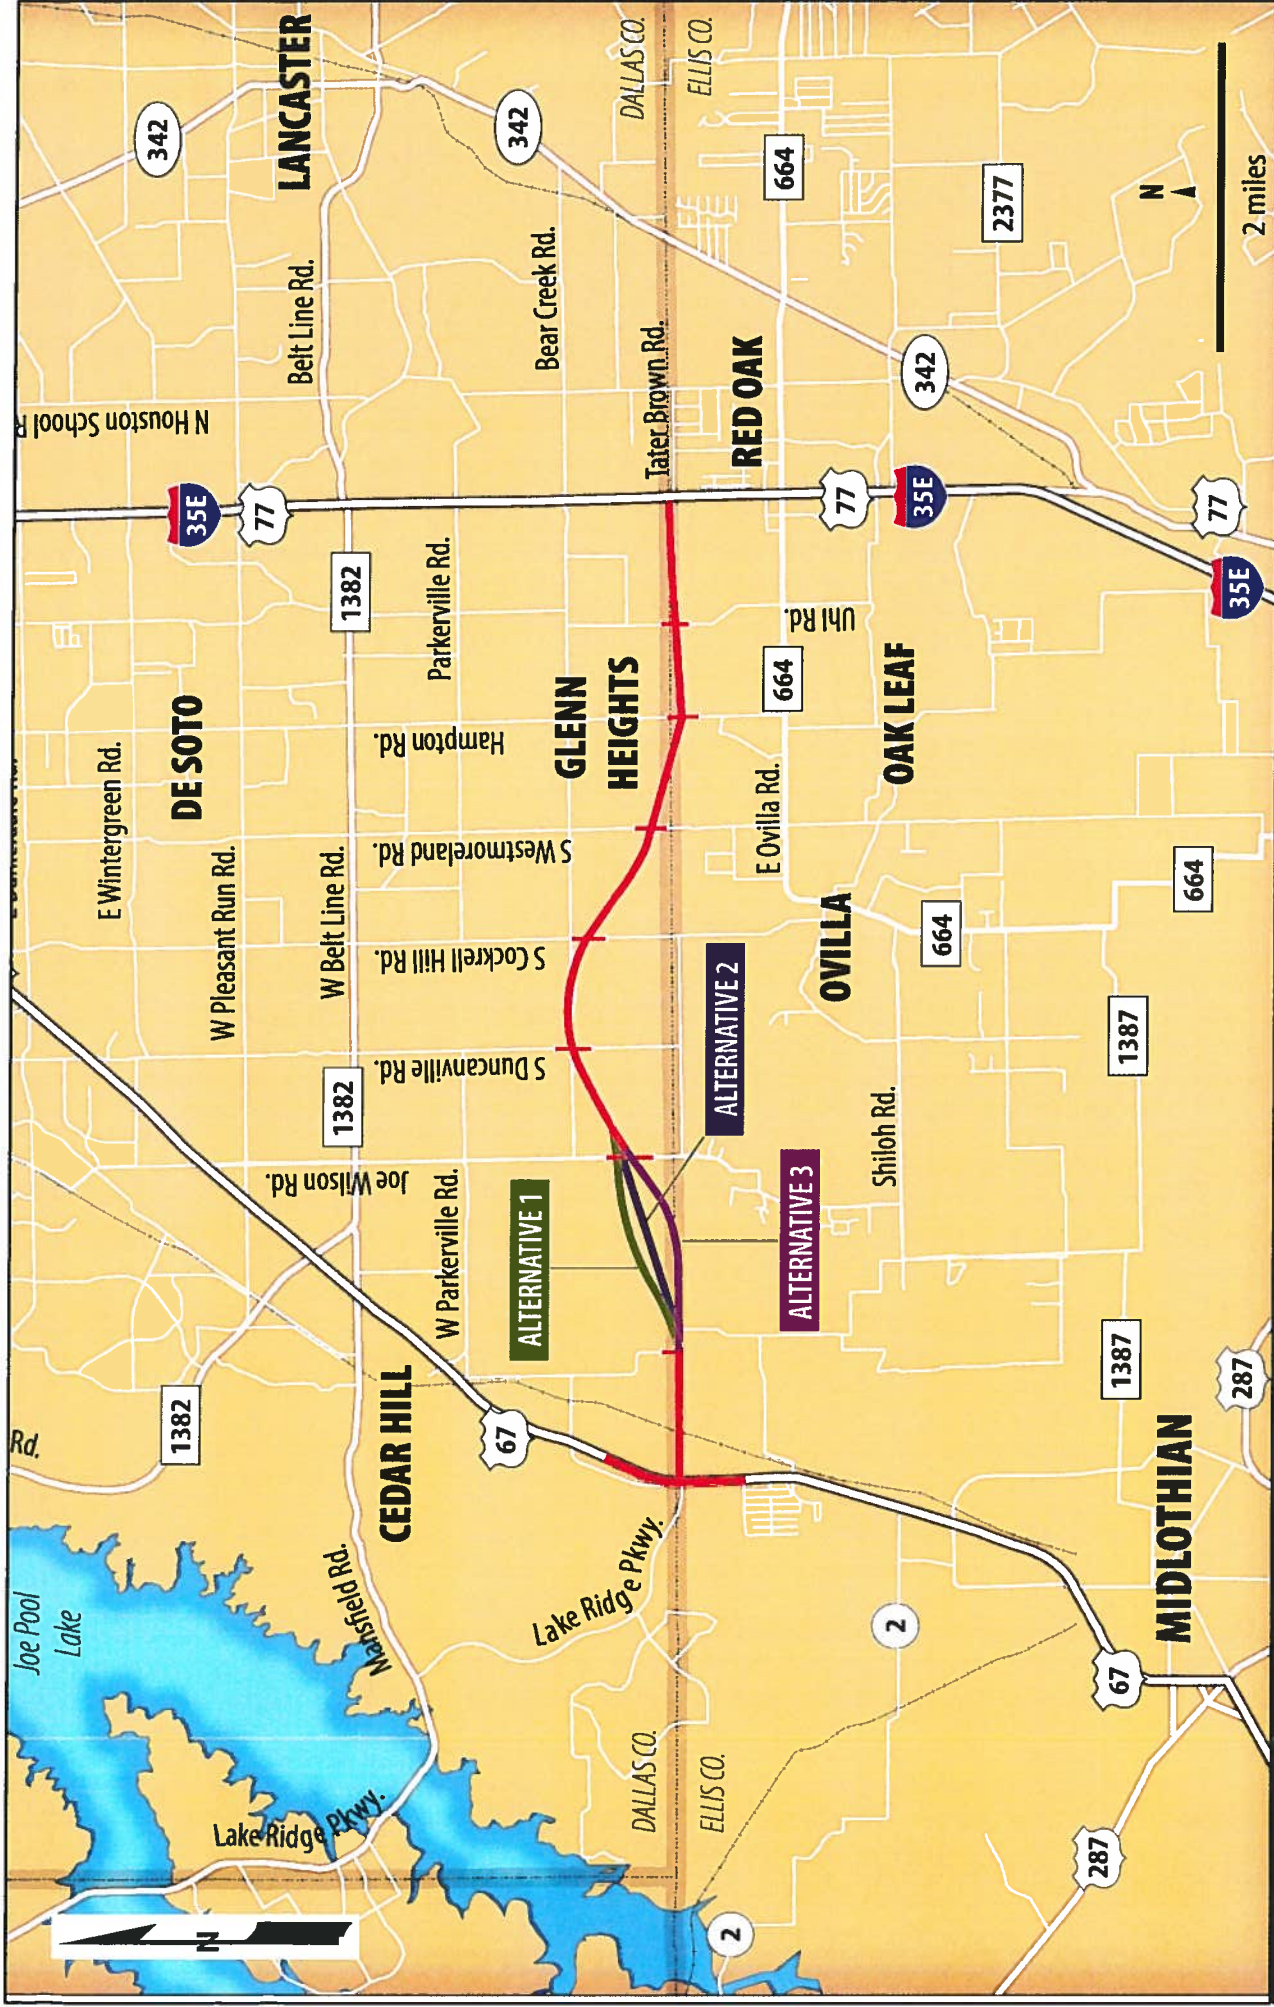 Joe Pool
Lake
Rd.
1382
Lake Ridge Pkwy.
Mansfield Rd.
CEDAR HILL
67
Lake Ridge Pkwy.
W Parkerville Rd.
Joe Wilson Rd.
1382
W Belt Line Rd.
W Pleasant Run Rd.
E Wintergreen Rd.
DE SOTO
35E
77
N Houston School R
342
LANCASTER
Belt Line Rd.
1382
Parkerville Rd.
Hampton Rd.
S Westmoreland Rd.
S Cockrell Hill Rd.
S Duncanville Rd.
GLENN
HEIGHTS
Bear Creek Rd.
342
Tater Brown Rd.
DALLAS CO.
ELLIS CO.
DALLAS CO.
ELLIS CO.
ALTERNATIVE 1
ALTERNATIVE 2
ALTERNATIVE 3
RED OAK
664
664
Uhl Rd.
77
35E
342
2377
E Ovilla Rd.
OVILLA
OAK LEAF
664
664
Shiloh Rd.
1387
1387
2
2
67
MIDLOTHIAN
287
287
77
35E
N
N
2 miles